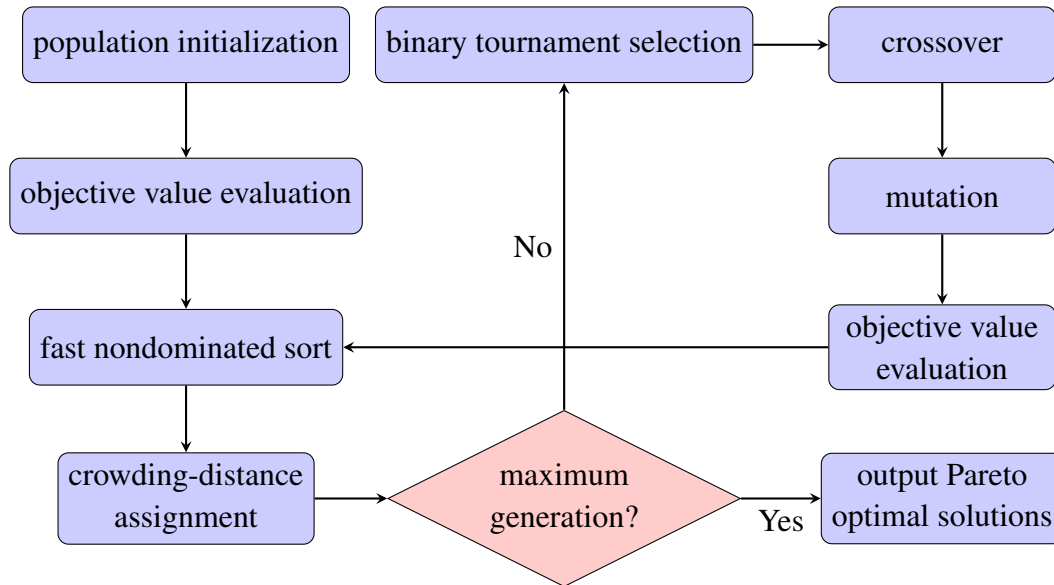 population initialization
binary tournament selection
crossover
objective value evaluation
mutation
No
fast nondominated sort
objective value
evaluation
crowding-distance
assignment
maximum
generation?
Yes
output Pareto
optimal solutions